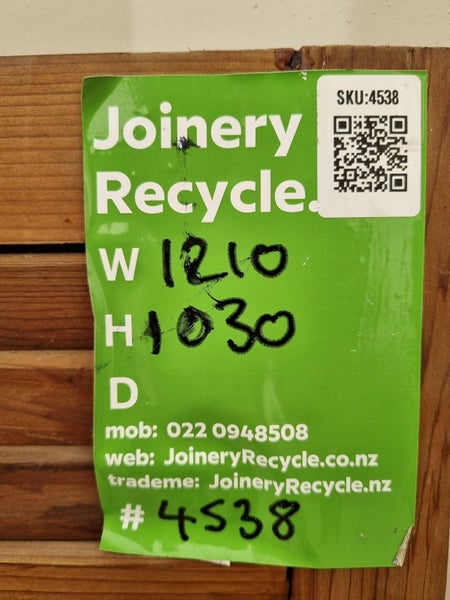 SKU:4538
Joinery
Recycle.
W 1210
H 1030
D
mob: 022 0948508
web: JoineryRecycle.co.nz
trademe: JoineryRecycle.nz
# 4538